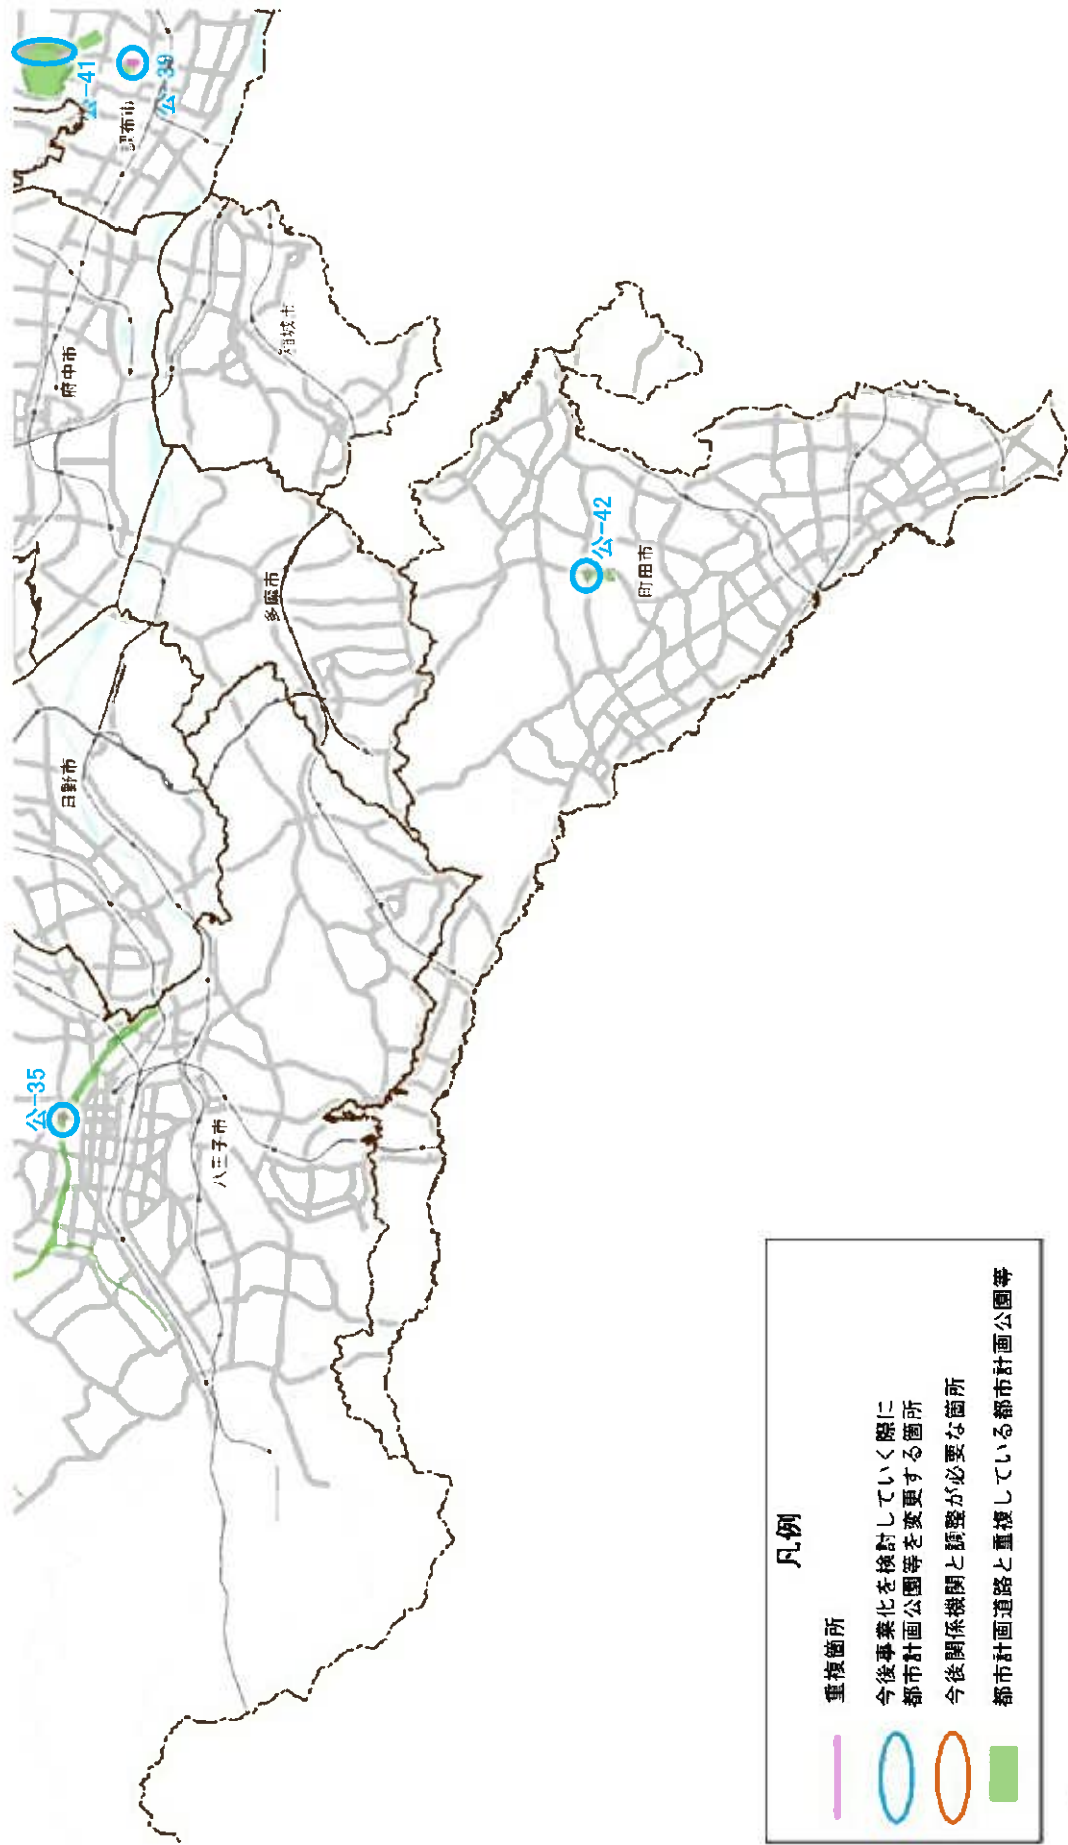 公-41
公-39
調布市
府中市
稲城市
多摩市
公-42
町田市
日野市
公-35
八王子市
凡例
重複箇所
今後事業化を検討していく際に
都市計画公園等を変更する箇所
今後関係機関と調整が必要な箇所
都市計画道路と重複している都市計画公園等